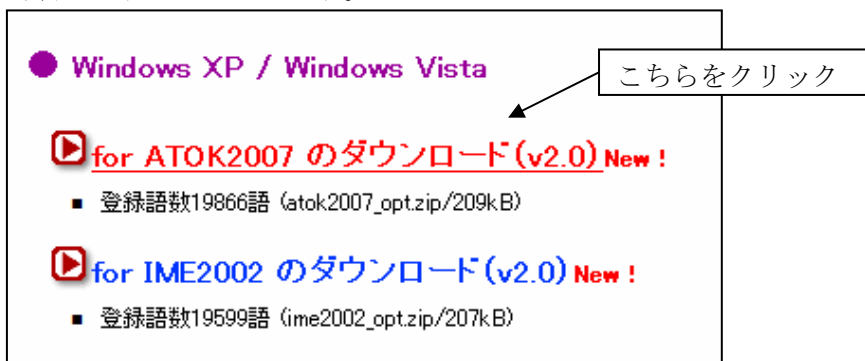 ● Windows XP / Windows Vista
こちらをクリック
for ATOK2007 のダウンロード(v2.0) New !
■ 登録語数19866語 (atok2007_opt.zip/209kB)
for IME2002 のダウンロード(v2.0) New !
■ 登録語数19599語 (ime2002_opt.zip/207kB)